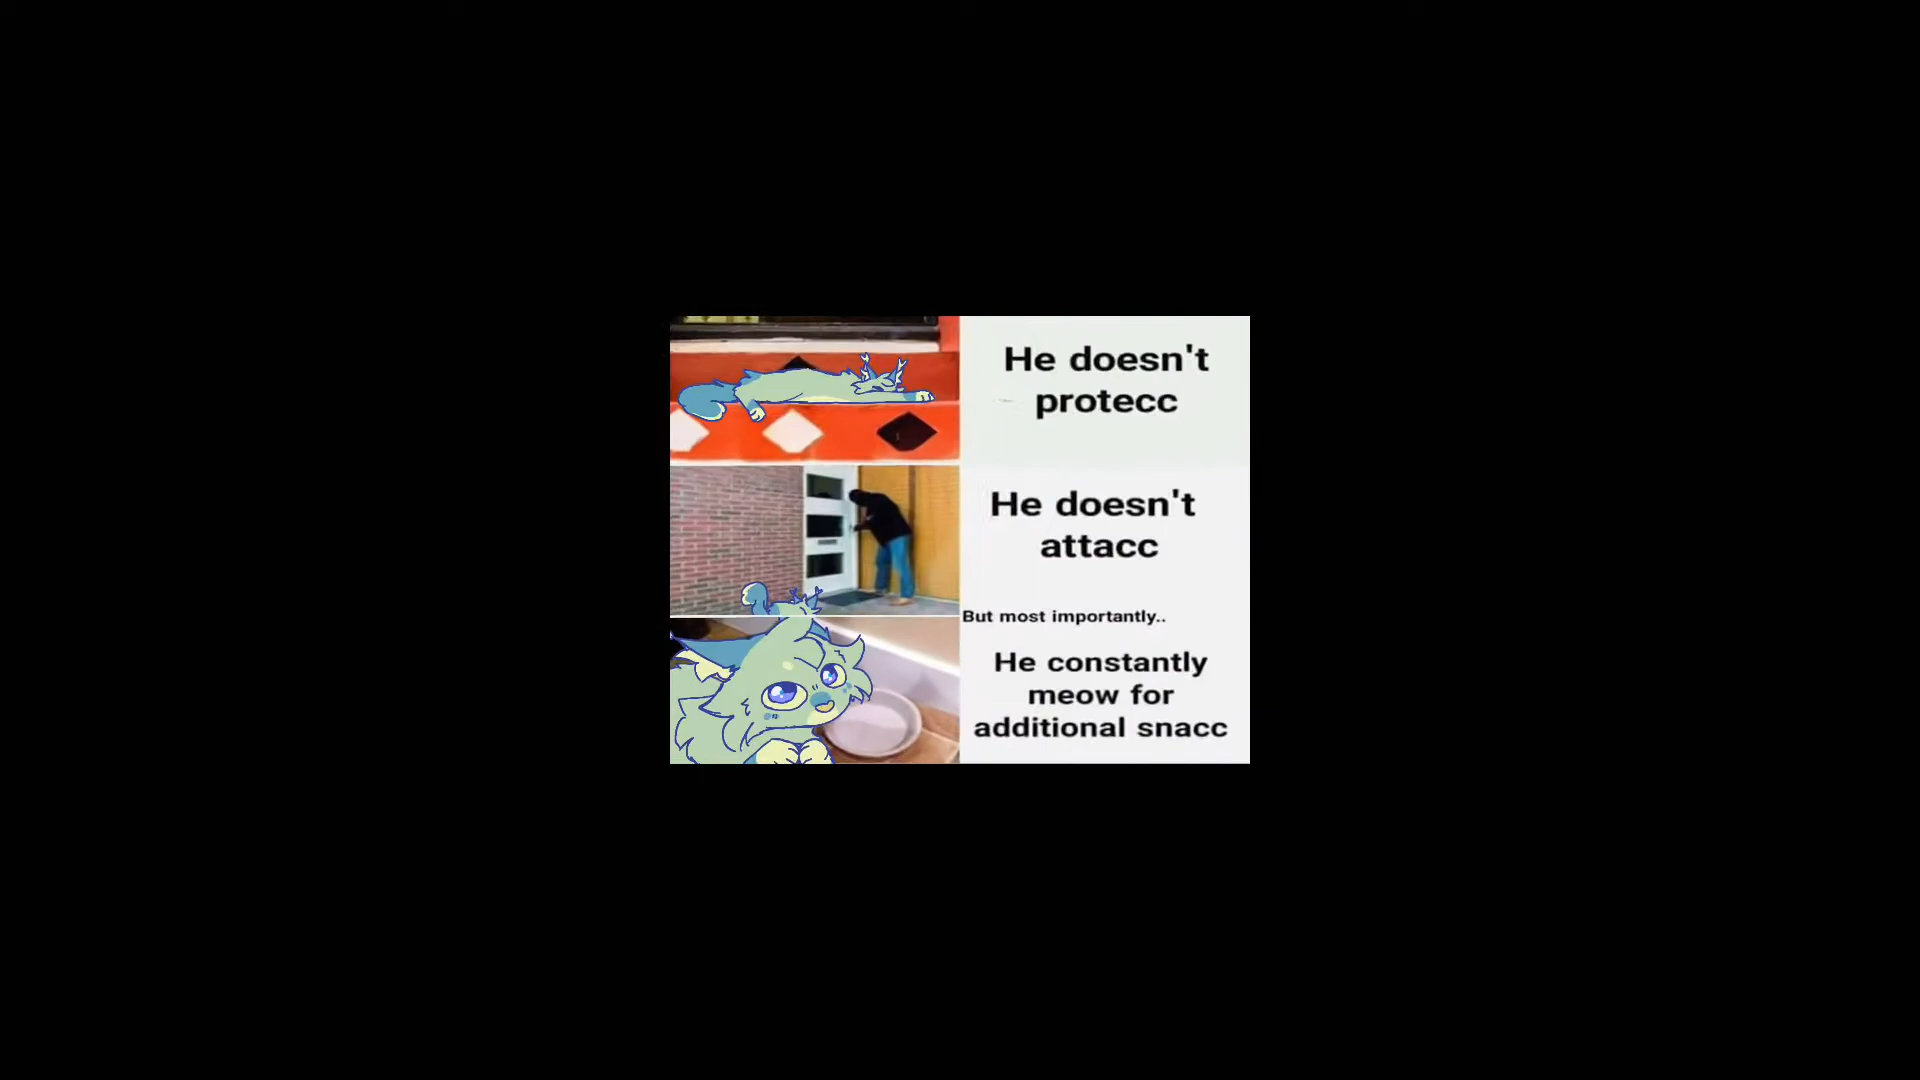 He doesn't
protecc
He doesn't
attacc
But most importantly..
He constantly
meow for
additional snacc